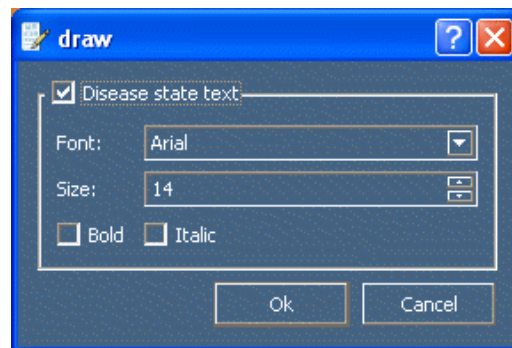 draw
Disease state text
Font: Arial
Size: 14
Bold Italic
Ok Cancel